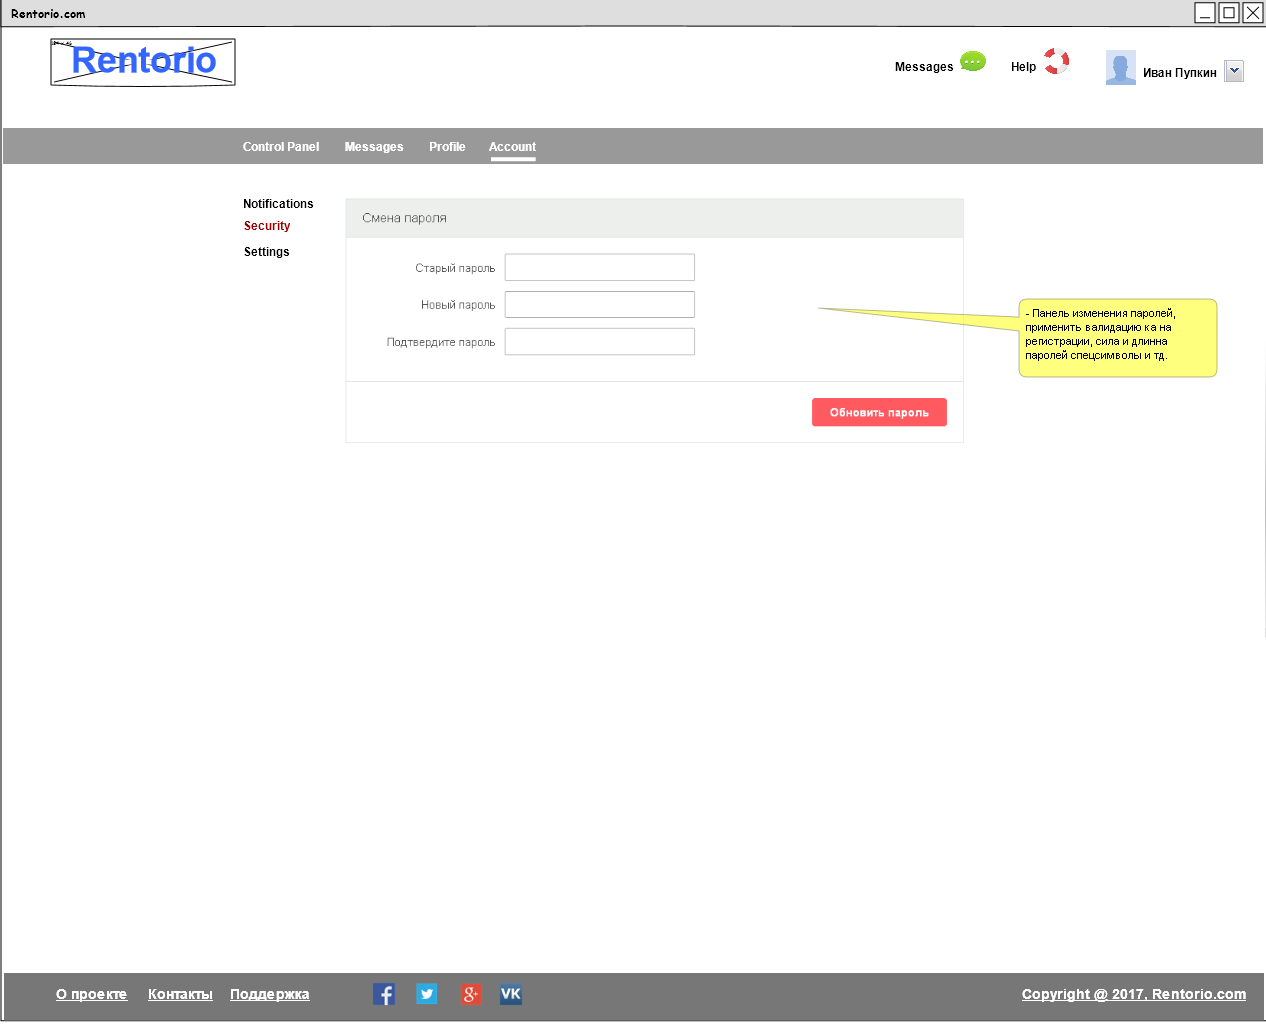 Rentorio.com
Rentorio
Messages
Help
Иван Пупкин
Control Panel
Messages
Profile
Account
Notifications
Security
Settings
Смена пароля
Старый пароль
Новый пароль
Подтвердите пароль
Обновить пароль
- Панель изменения паролей,
применить валидацию ка на
регистрации, сила и длинна
паролей спецсимволы и тд.
О проекте
Контакты
Поддержка
f
g+
VK
Copyright @ 2017, Rentorio.com